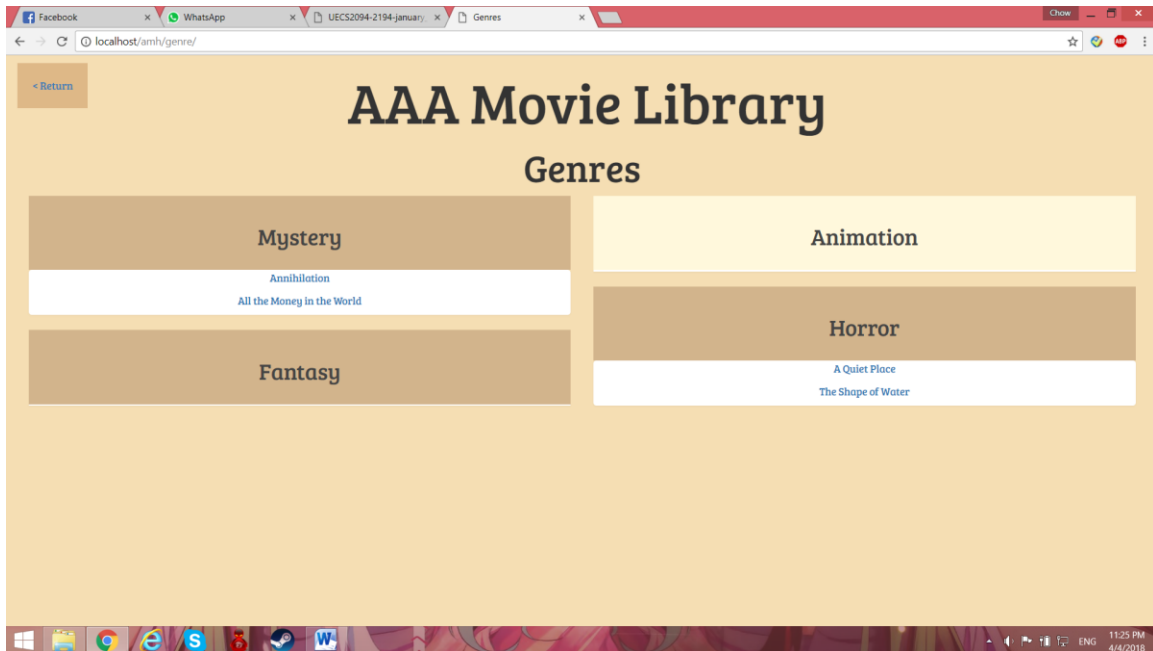 Facebook
WhatsApp
UECS2094-2194-january
Genres
Chow
localhost/amh/genre/
ABP
< Return
AAA Movie Library
Genres
Mystery
Annihilation
All the Money in the World
Fantasy
Animation
Horror
A Quiet Place
The Shape of Water
ENG
11:25 PM
4/4/2018